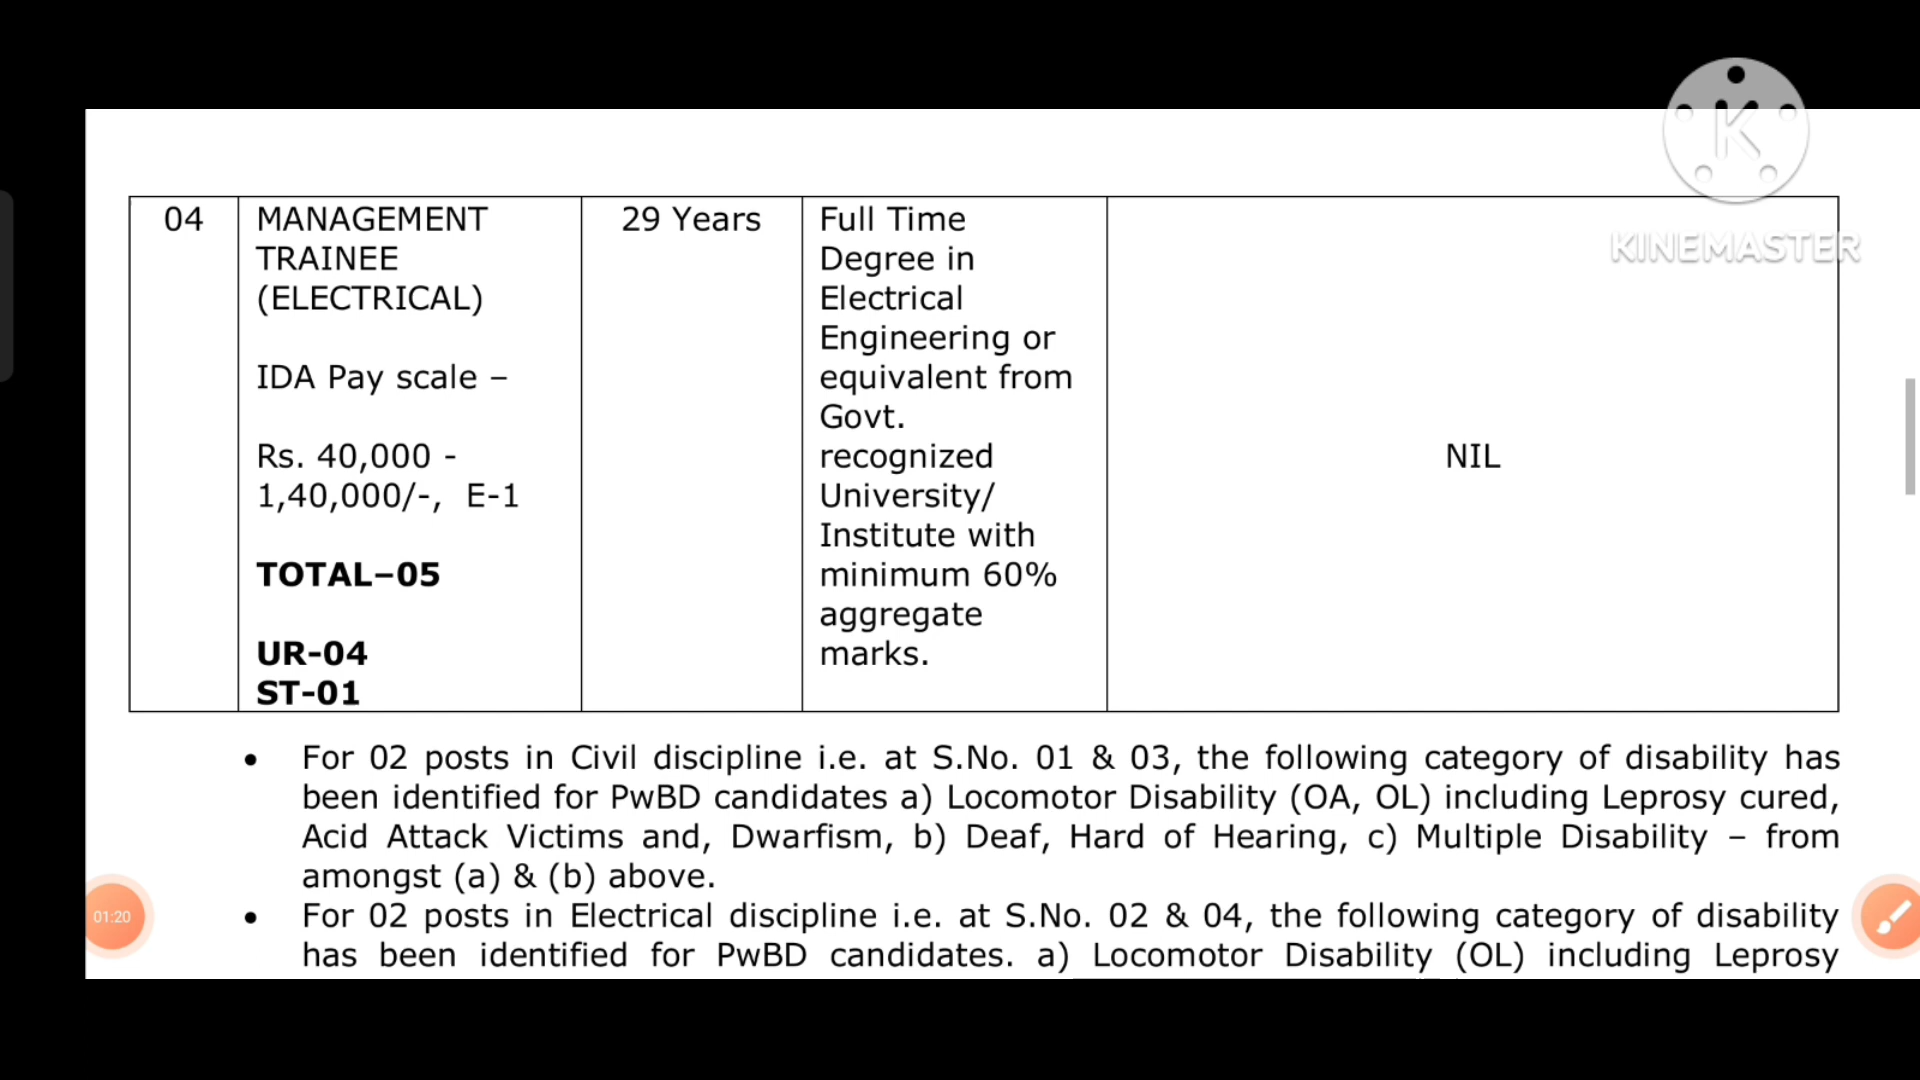 KINEMASTER
04
MANAGEMENT
TRAINEE
(ELECTRICAL)
IDA Pay scale –
Rs. 40,000 -
1,40,000/-, E-1
TOTAL–05
UR-04
ST-01
29 Years
Full Time
Degree in
Electrical
Engineering or
equivalent from
Govt.
recognized
University/
Institute with
minimum 60%
aggregate
marks.
NIL
• For 02 posts in Civil discipline i.e. at S.No. 01 & 03, the following category of disability has
been identified for PwBD candidates a) Locomotor Disability (OA, OL) including Leprosy cured,
Acid Attack Victims and, Dwarfism, b) Deaf, Hard of Hearing, c) Multiple Disability – from
amongst (a) & (b) above.
• For 02 posts in Electrical discipline i.e. at S.No. 02 & 04, the following category of disability
has been identified for PwBD candidates. a) Locomotor Disability (OL) including Leprosy
01:20